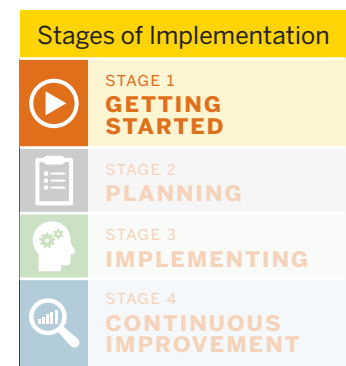 Stages of Implementation
STAGE 1
GETTING
STARTED
STAGE 2
PLANNING
STAGE 3
IMPLEMENTING
STAGE 4
CONTINUOUS
IMPROVEMENT